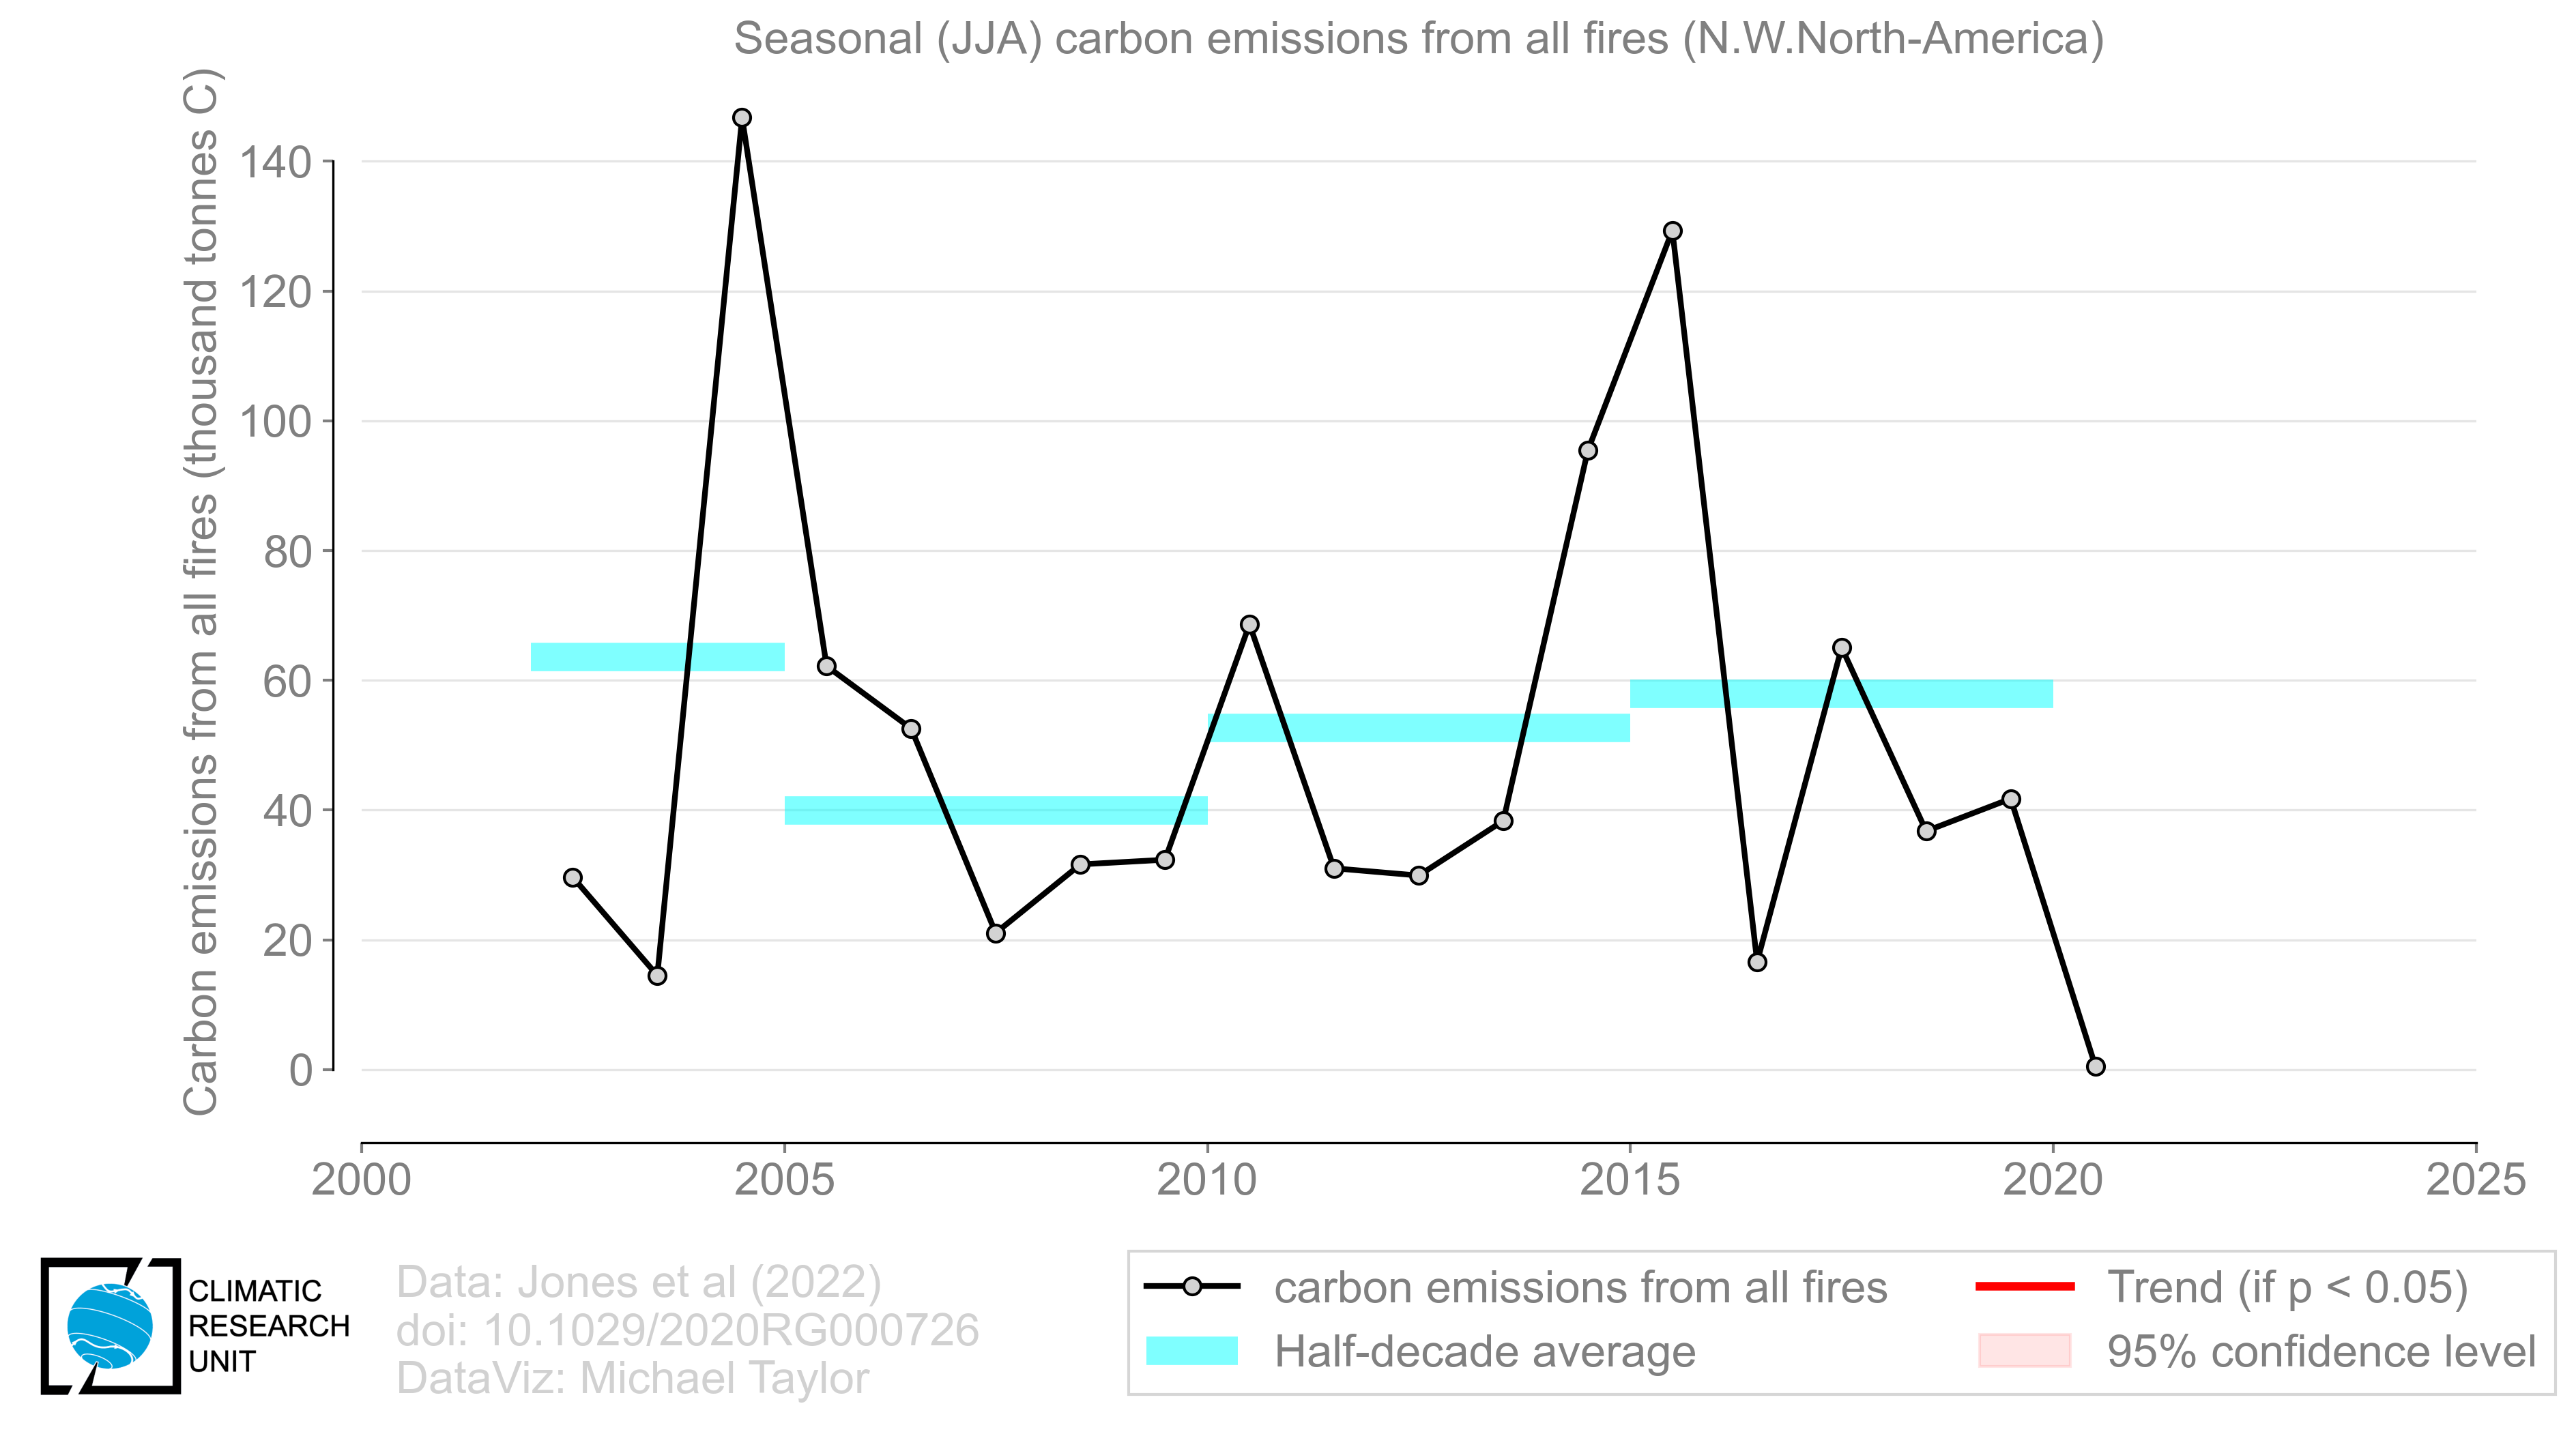 Seasonal (JJA) carbon emissions from all fires (N.W.North-America)
Carbon emissions from all fires (thousand tonnes C)
140
120
100
80
60
40
20
0
2000
2005
2010
2015
2020
2025
CLIMATIC
RESEARCH
UNIT
Data: Jones et al (2022)
doi: 10.1029/2020RG000726
DataViz: Michael Taylor
carbon emissions from all fires
Half-decade average
Trend (if p < 0.05)
95% confidence level